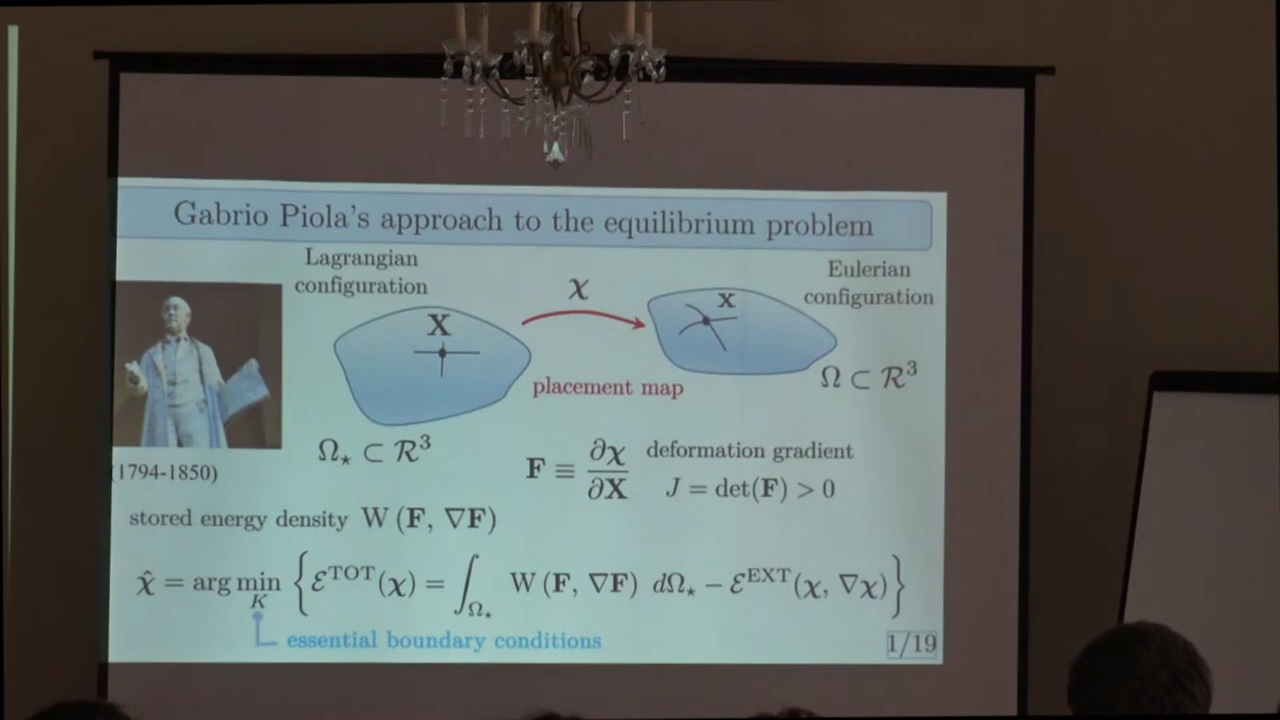 Gabrio Piola's approach to the equilibrium problem
Lagrangian
configuration
χ
Eulerian
configuration
X
x
placement map
Ω ⊂ ℛ³
Ω⋆ ⊂ ℛ³
(1794-1850)
F ≡ ∂χ/∂X deformation gradient
J = det(F) > 0
stored energy density W (F, ∇F)
χ̂ = arg min_K { ℰ^TOT(χ) = ∫_Ω⋆ W (F, ∇F) dΩ⋆ − ℰ^EXT(χ, ∇χ) }
essential boundary conditions
1/19